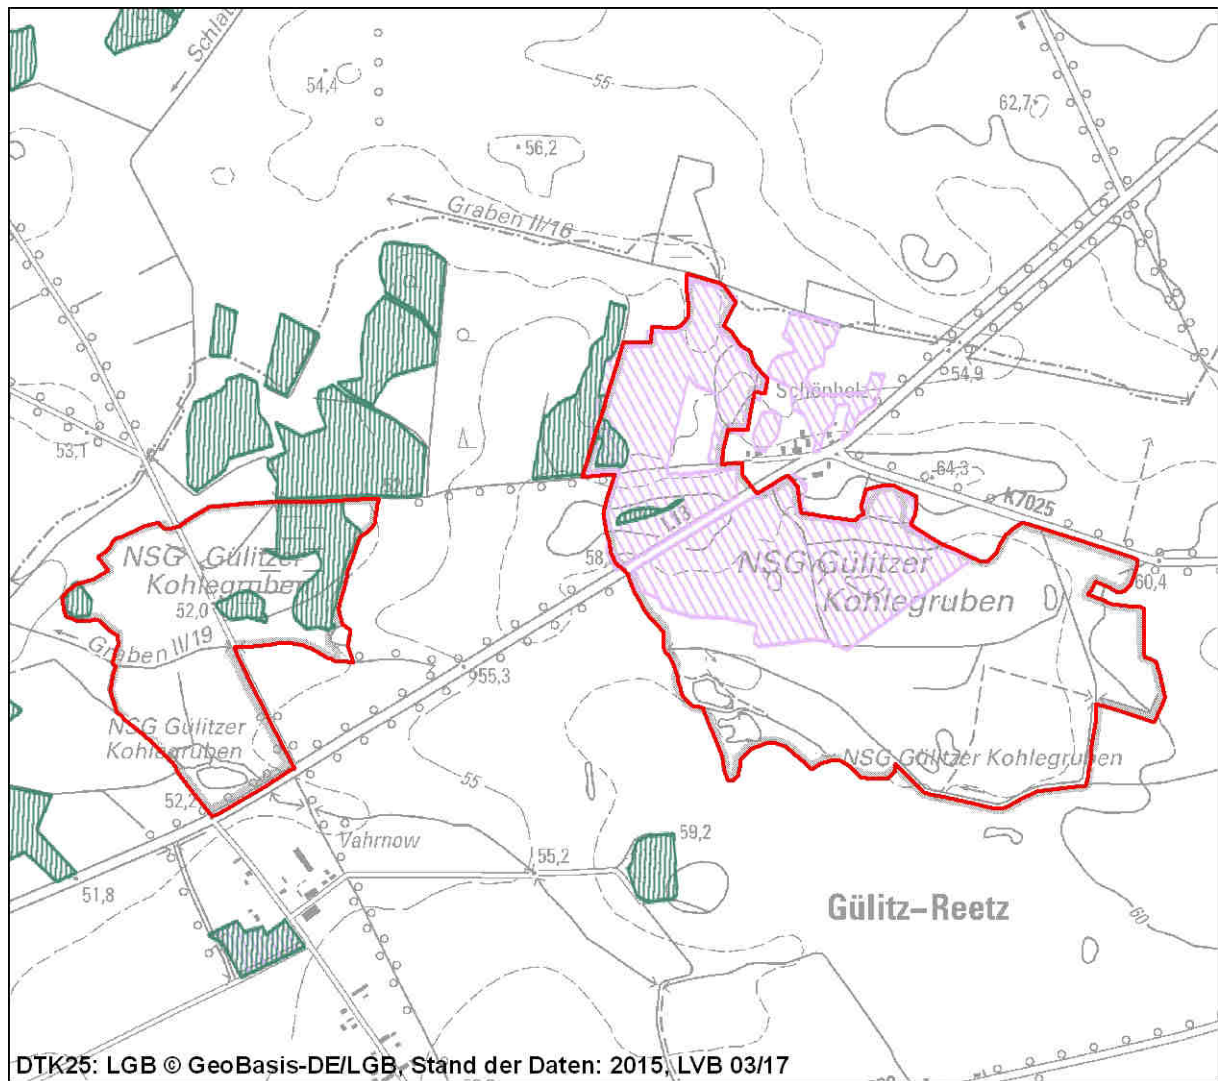 Schlat
54,4
55
62,7
56,2
Graben II/16
54,9
Schönholz
53,1
64,3
K7025
L13
58
NSG Gülitzer
Kohlegruben
NSG Gülitzer
Kohlegruben
60,4
52,0
Graben II/19
55,3
NSG Gülitzer
Kohlegruben
NSG Gülitzer Kohlegruben
55
52,2
Vahrnow
59,2
55,2
51,8
Gülitz-Reetz
60
DTK25: LGB © GeoBasis-DE/LGB, Stand der Daten: 2015, LVB 03/17